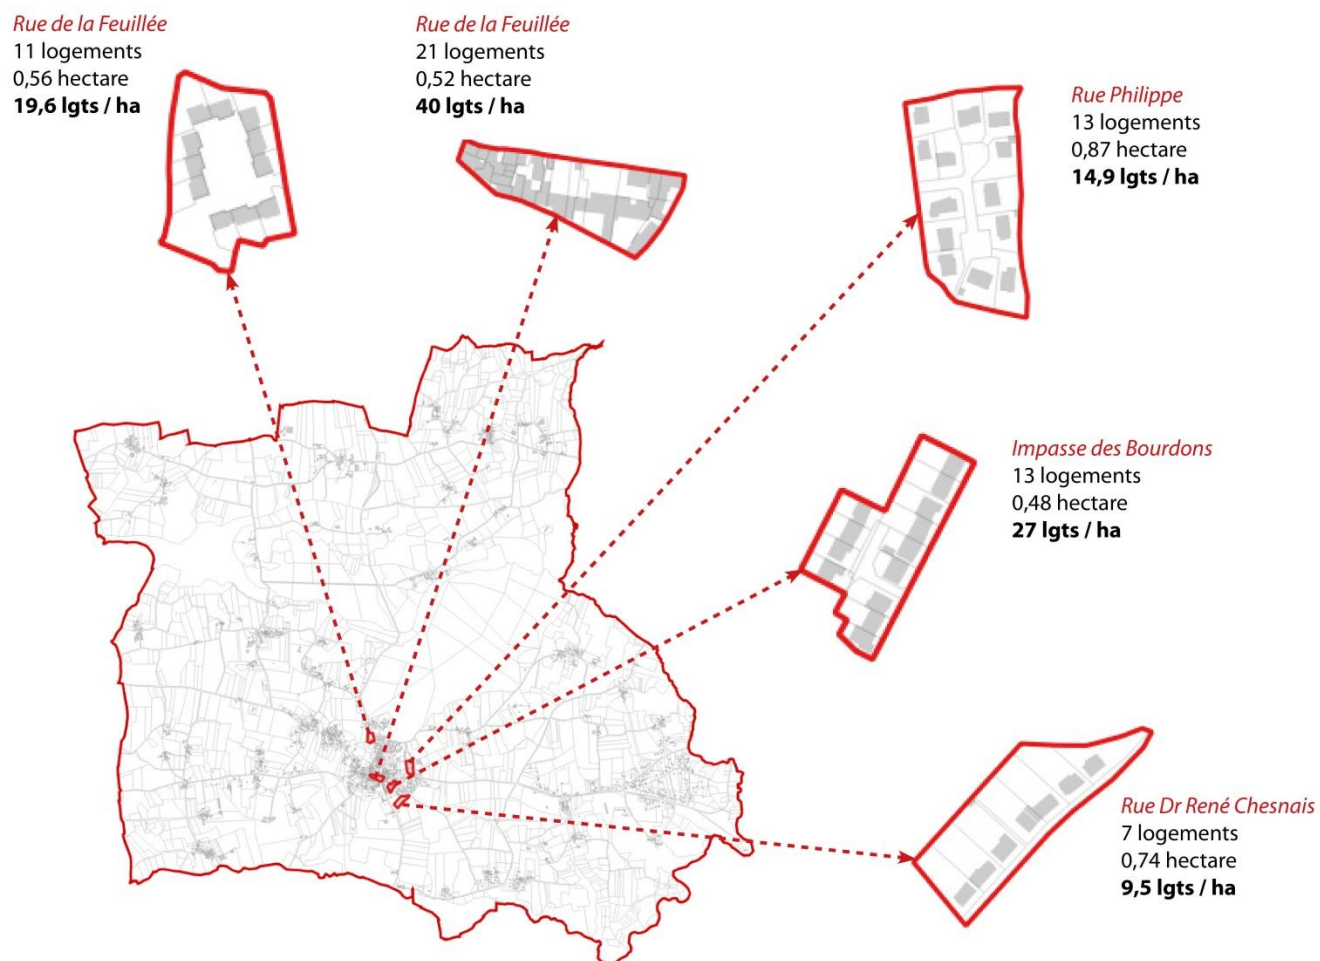 Rue de la Feuillée
11 logements
0,56 hectare
19,6 lgts / ha
Rue de la Feuillée
21 logements
0,52 hectare
40 lgts / ha
Rue Philippe
13 logements
0,87 hectare
14,9 lgts / ha
Impasse des Bourdons
13 logements
0,48 hectare
27 lgts / ha
Rue Dr René Chesnais
7 logements
0,74 hectare
9,5 lgts / ha